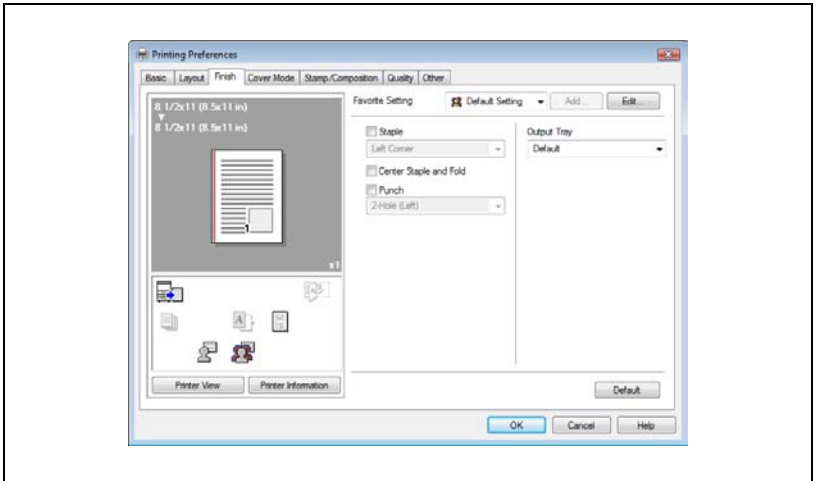 Printing Preferences
Basic Layout Finish Cover Mode Stamp/Composition Quality Other
8 1/2x11 (8.5x11 in)
8 1/2x11 (8.5x11 in)
1
x1
Printer View Printer Information
Favorite Setting Default Setting Add... Edit...
Staple
Left Corner
Center Staple and Fold
Punch
2-Hole (Left)
Output Tray
Default
Default
OK Cancel Help